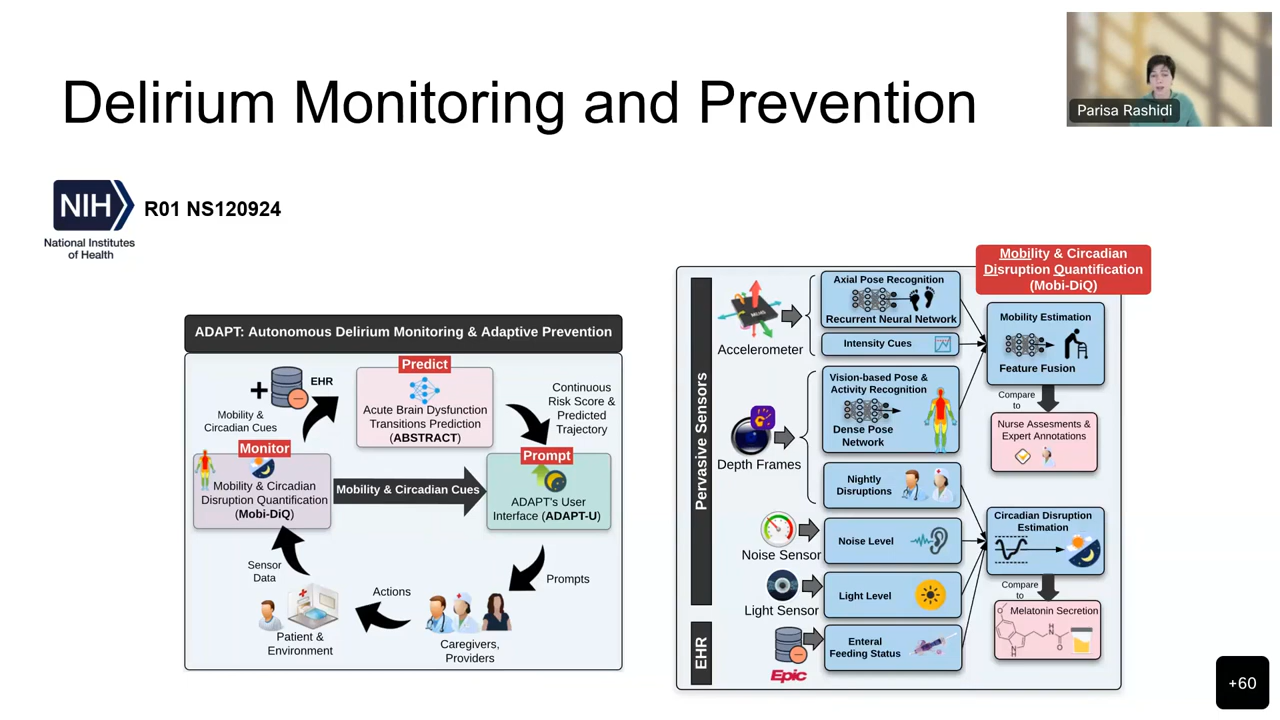 Delirium Monitoring and Prevention
Parisa Rashidi
NIH
R01 NS120924
National Institutes
of Health
ADAPT: Autonomous Delirium Monitoring & Adaptive Prevention
Predict
EHR
+
Mobility &
Circadian Cues
Acute Brain Dysfunction
Transitions Prediction
(ABSTRACT)
Continuous
Risk Score &
Predicted
Trajectory
Monitor
Mobility & Circadian
Disruption Quantification
(Mobi-DiQ)
Mobility & Circadian Cues
Prompt
ADAPT's User
Interface (ADAPT-U)
Sensor
Data
Prompts
Actions
Patient &
Environment
Caregivers,
Providers
Mobility & Circadian
Disruption Quantification
(Mobi-DiQ)
Pervasive Sensors
EHR
Accelerometer
Axial Pose Recognition
Recurrent Neural Network
Intensity Cues
Depth Frames
Vision-based Pose &
Activity Recognition
Dense Pose
Network
Nightly
Disruptions
Noise Sensor
Noise Level
Light Sensor
Light Level
Epic
Enteral
Feeding Status
Mobility Estimation
Feature Fusion
Compare
to
Nurse Assesments &
Expert Annotations
Circadian Disruption
Estimation
Compare
to
Melatonin Secretion
+60